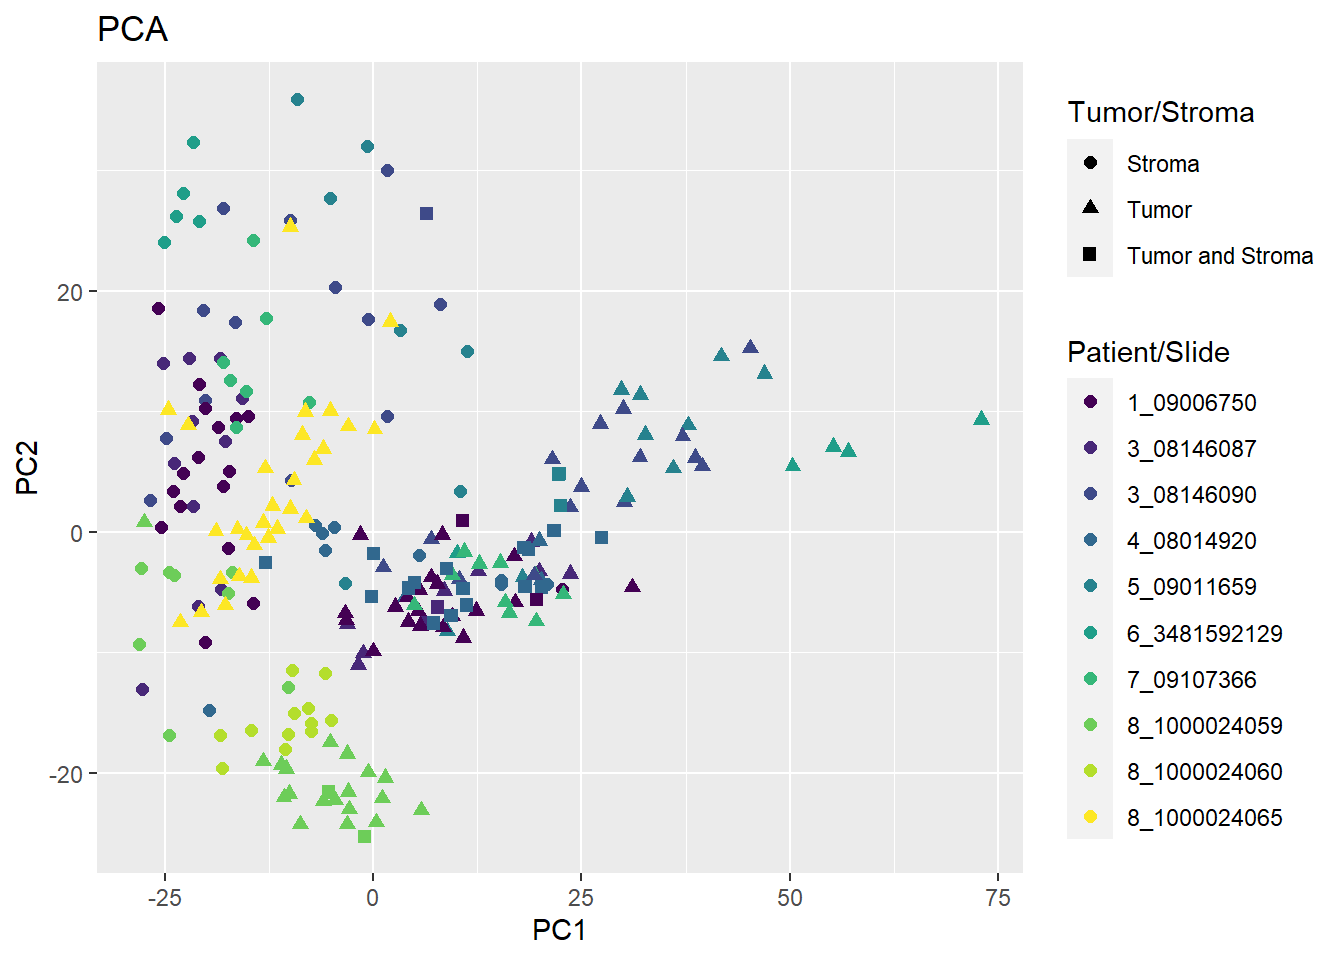 PCA
PC2
20
0
-20
-25
0
25
50
75
PC1
Tumor/Stroma
Stroma
Tumor
Tumor and Stroma
Patient/Slide
1_09006750
3_08146087
3_08146090
4_08014920
5_09011659
6_3481592129
7_09107366
8_1000024059
8_1000024060
8_1000024065